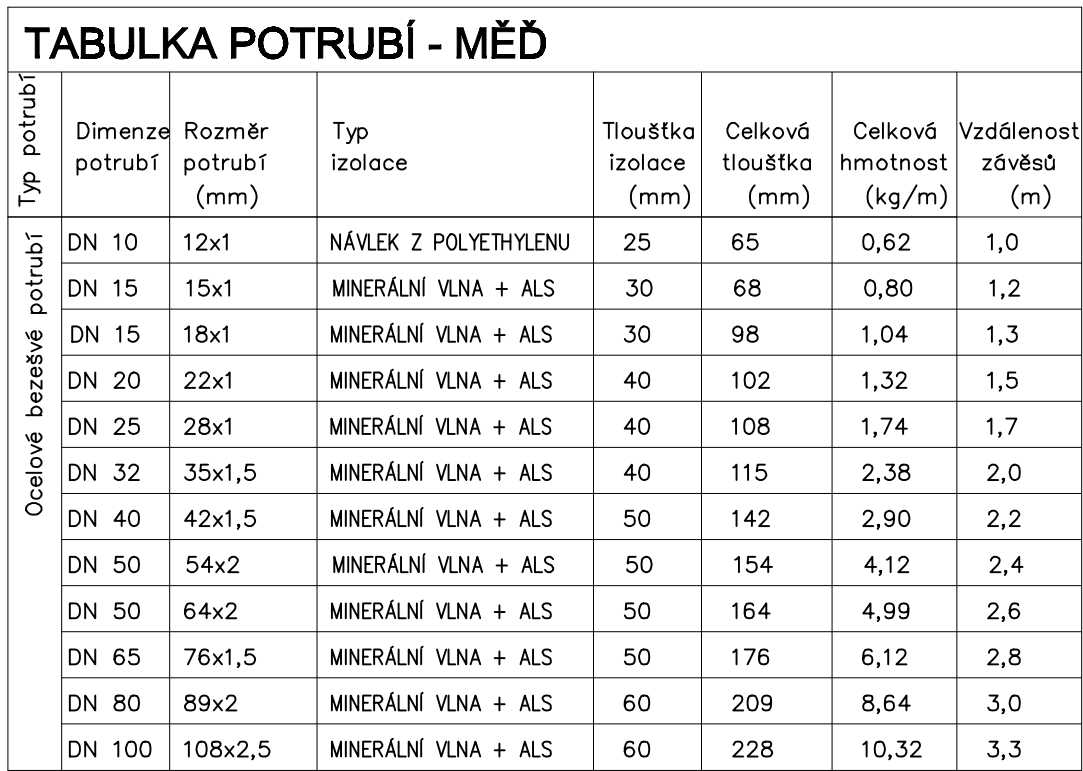 TABULKA POTRUBÍ - MĚĎ
Typ potrubí
Dimenze potrubí
Rozměr potrubí (mm)
Typ izolace
Tloušťka izolace (mm)
Celková tloušťka (mm)
Celková hmotnost (kg/m)
Vzdálenost závěsů (m)
Ocelové bezešvé potrubí
DN 10 12x1 NÁVLEK Z POLYETHYLENU 25 65 0,62 1,0
DN 15 15x1 MINERÁLNÍ VLNA + ALS 30 68 0,80 1,2
DN 15 18x1 MINERÁLNÍ VLNA + ALS 30 98 1,04 1,3
DN 20 22x1 MINERÁLNÍ VLNA + ALS 40 102 1,32 1,5
DN 25 28x1 MINERÁLNÍ VLNA + ALS 40 108 1,74 1,7
DN 32 35x1,5 MINERÁLNÍ VLNA + ALS 40 115 2,38 2,0
DN 40 42x1,5 MINERÁLNÍ VLNA + ALS 50 142 2,90 2,2
DN 50 54x2 MINERÁLNÍ VLNA + ALS 50 154 4,12 2,4
DN 50 64x2 MINERÁLNÍ VLNA + ALS 50 164 4,99 2,6
DN 65 76x1,5 MINERÁLNÍ VLNA + ALS 50 176 6,12 2,8
DN 80 89x2 MINERÁLNÍ VLNA + ALS 60 209 8,64 3,0
DN 100 108x2,5 MINERÁLNÍ VLNA + ALS 60 228 10,32 3,3